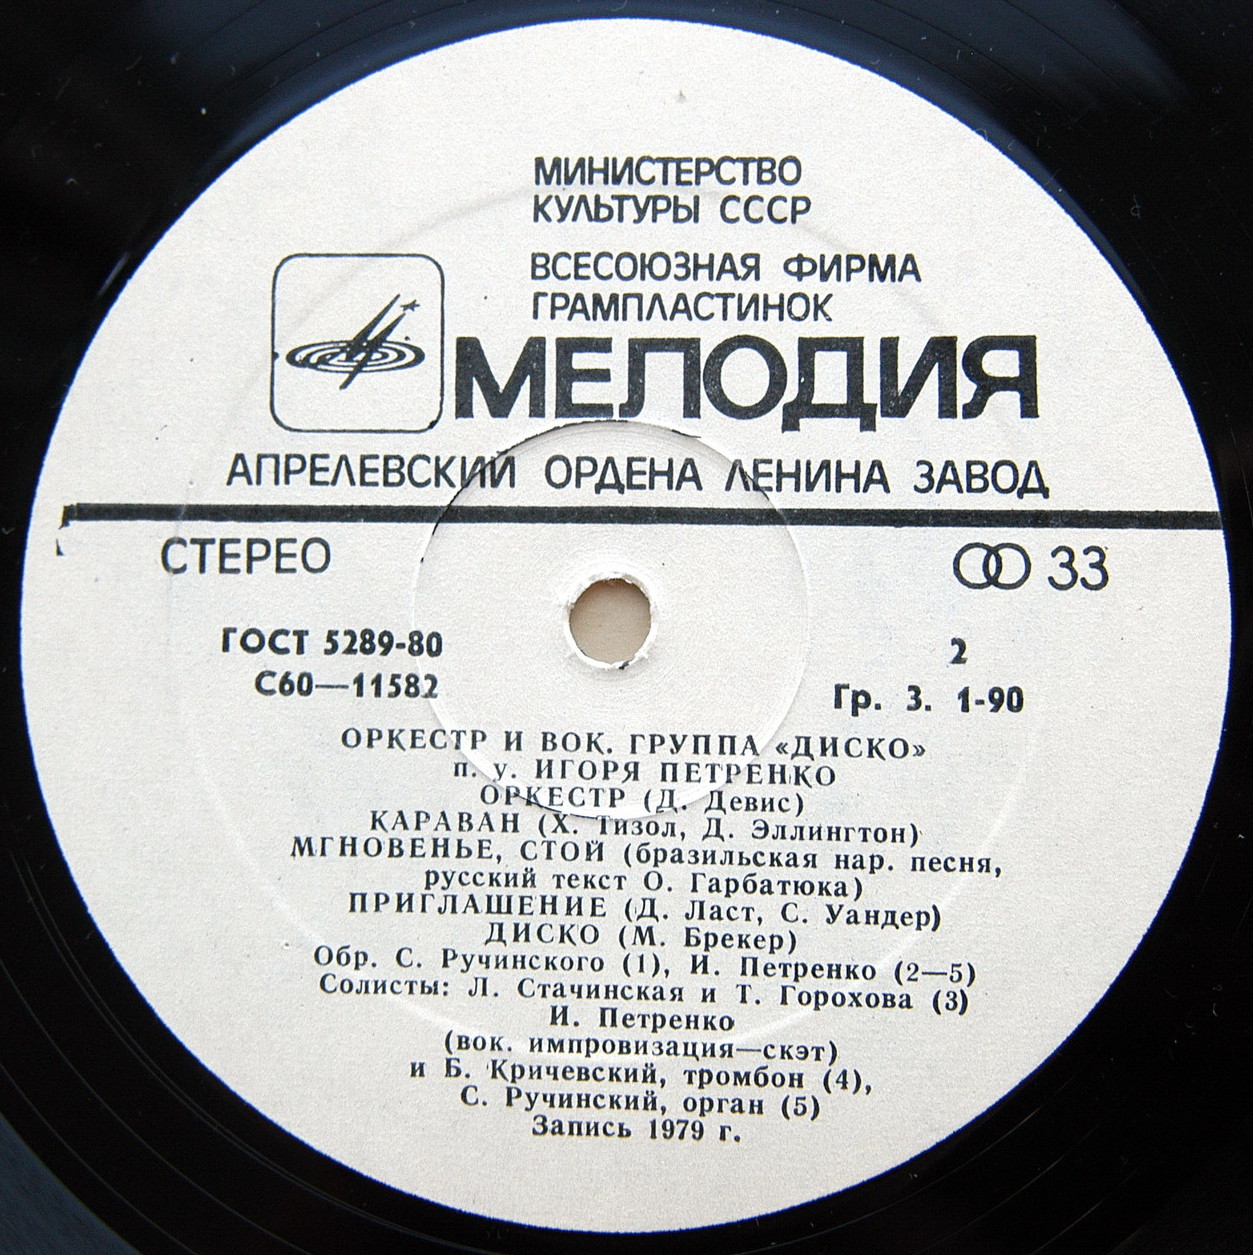 МИНИСТЕРСТВО
КУЛЬТУРЫ СССР
ВСЕСОЮЗНАЯ ФИРМА
ГРАМПЛАСТИНОК
МЕЛОДИЯ
АПРЕЛЕВСКИЙ ОРДЕНА ЛЕНИНА ЗАВОД
СТЕРЕО 33
ГОСТ 5289-80 2
С60—11582 Гр. 3. 1-90
ОРКЕСТР И ВОК. ГРУППА «ДИСКО»
п. у. ИГОРЯ ПЕТРЕНКО
ОРКЕСТР (Д. Девис)
КАРАВАН (Х. Тизол, Д. Эллингтон)
МГНОВЕНЬЕ, СТОЙ (бразильская нар. песня,
русский текст О. Гарбатюка)
ПРИГЛАШЕНИЕ (Д. Ласт, С. Уандер)
ДИСКО (М. Брекер)
Обр. С. Ручинского (1), И. Петренко (2—5)
Солисты: Л. Стачинская и Т. Горохова (3)
И. Петренко
(вок. импровизация—скэт)
и Б. Кричевский, тромбон (4),
С. Ручинский, орган (5)
Запись 1979 г.